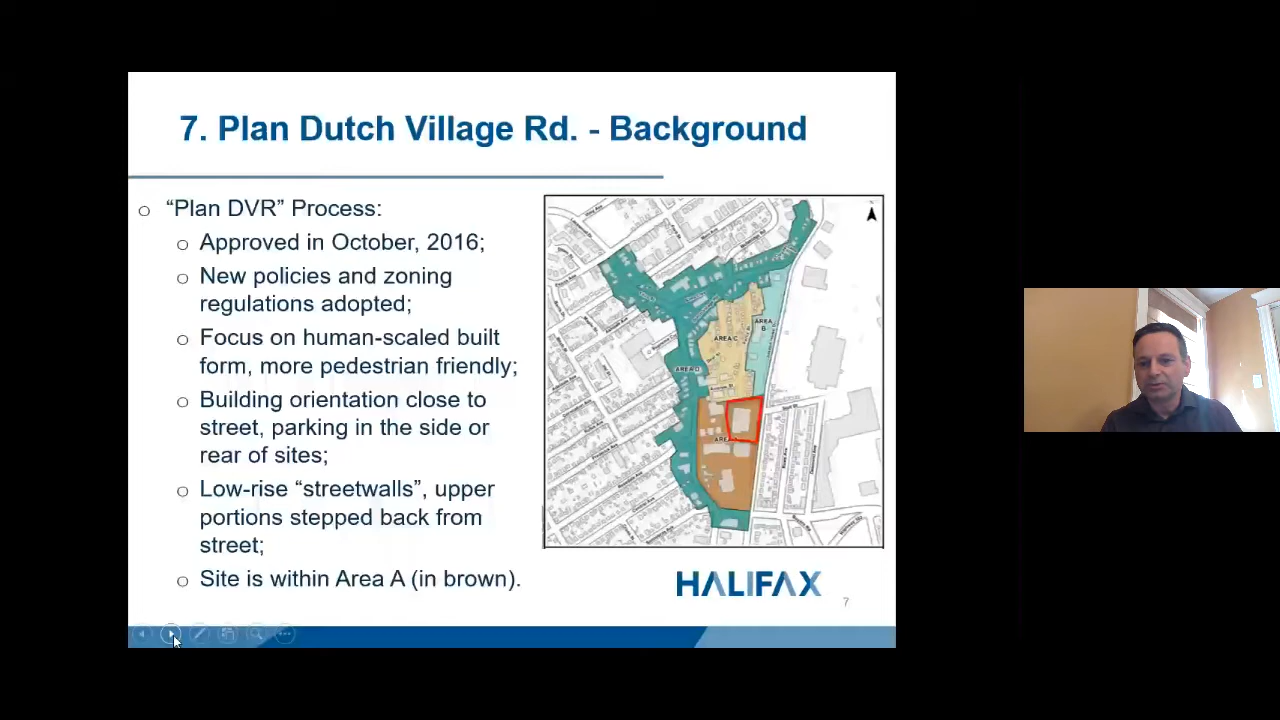 7. Plan Dutch Village Rd. - Background
“Plan DVR” Process:
Approved in October, 2016;
New policies and zoning
regulations adopted;
Focus on human-scaled built
form, more pedestrian friendly;
Building orientation close to
street, parking in the side or
rear of sites;
Low-rise “streetwalls”, upper
portions stepped back from
street;
Site is within Area A (in brown).
AREA
B
AREA C
AREA D
AREA
HALIFAX
7